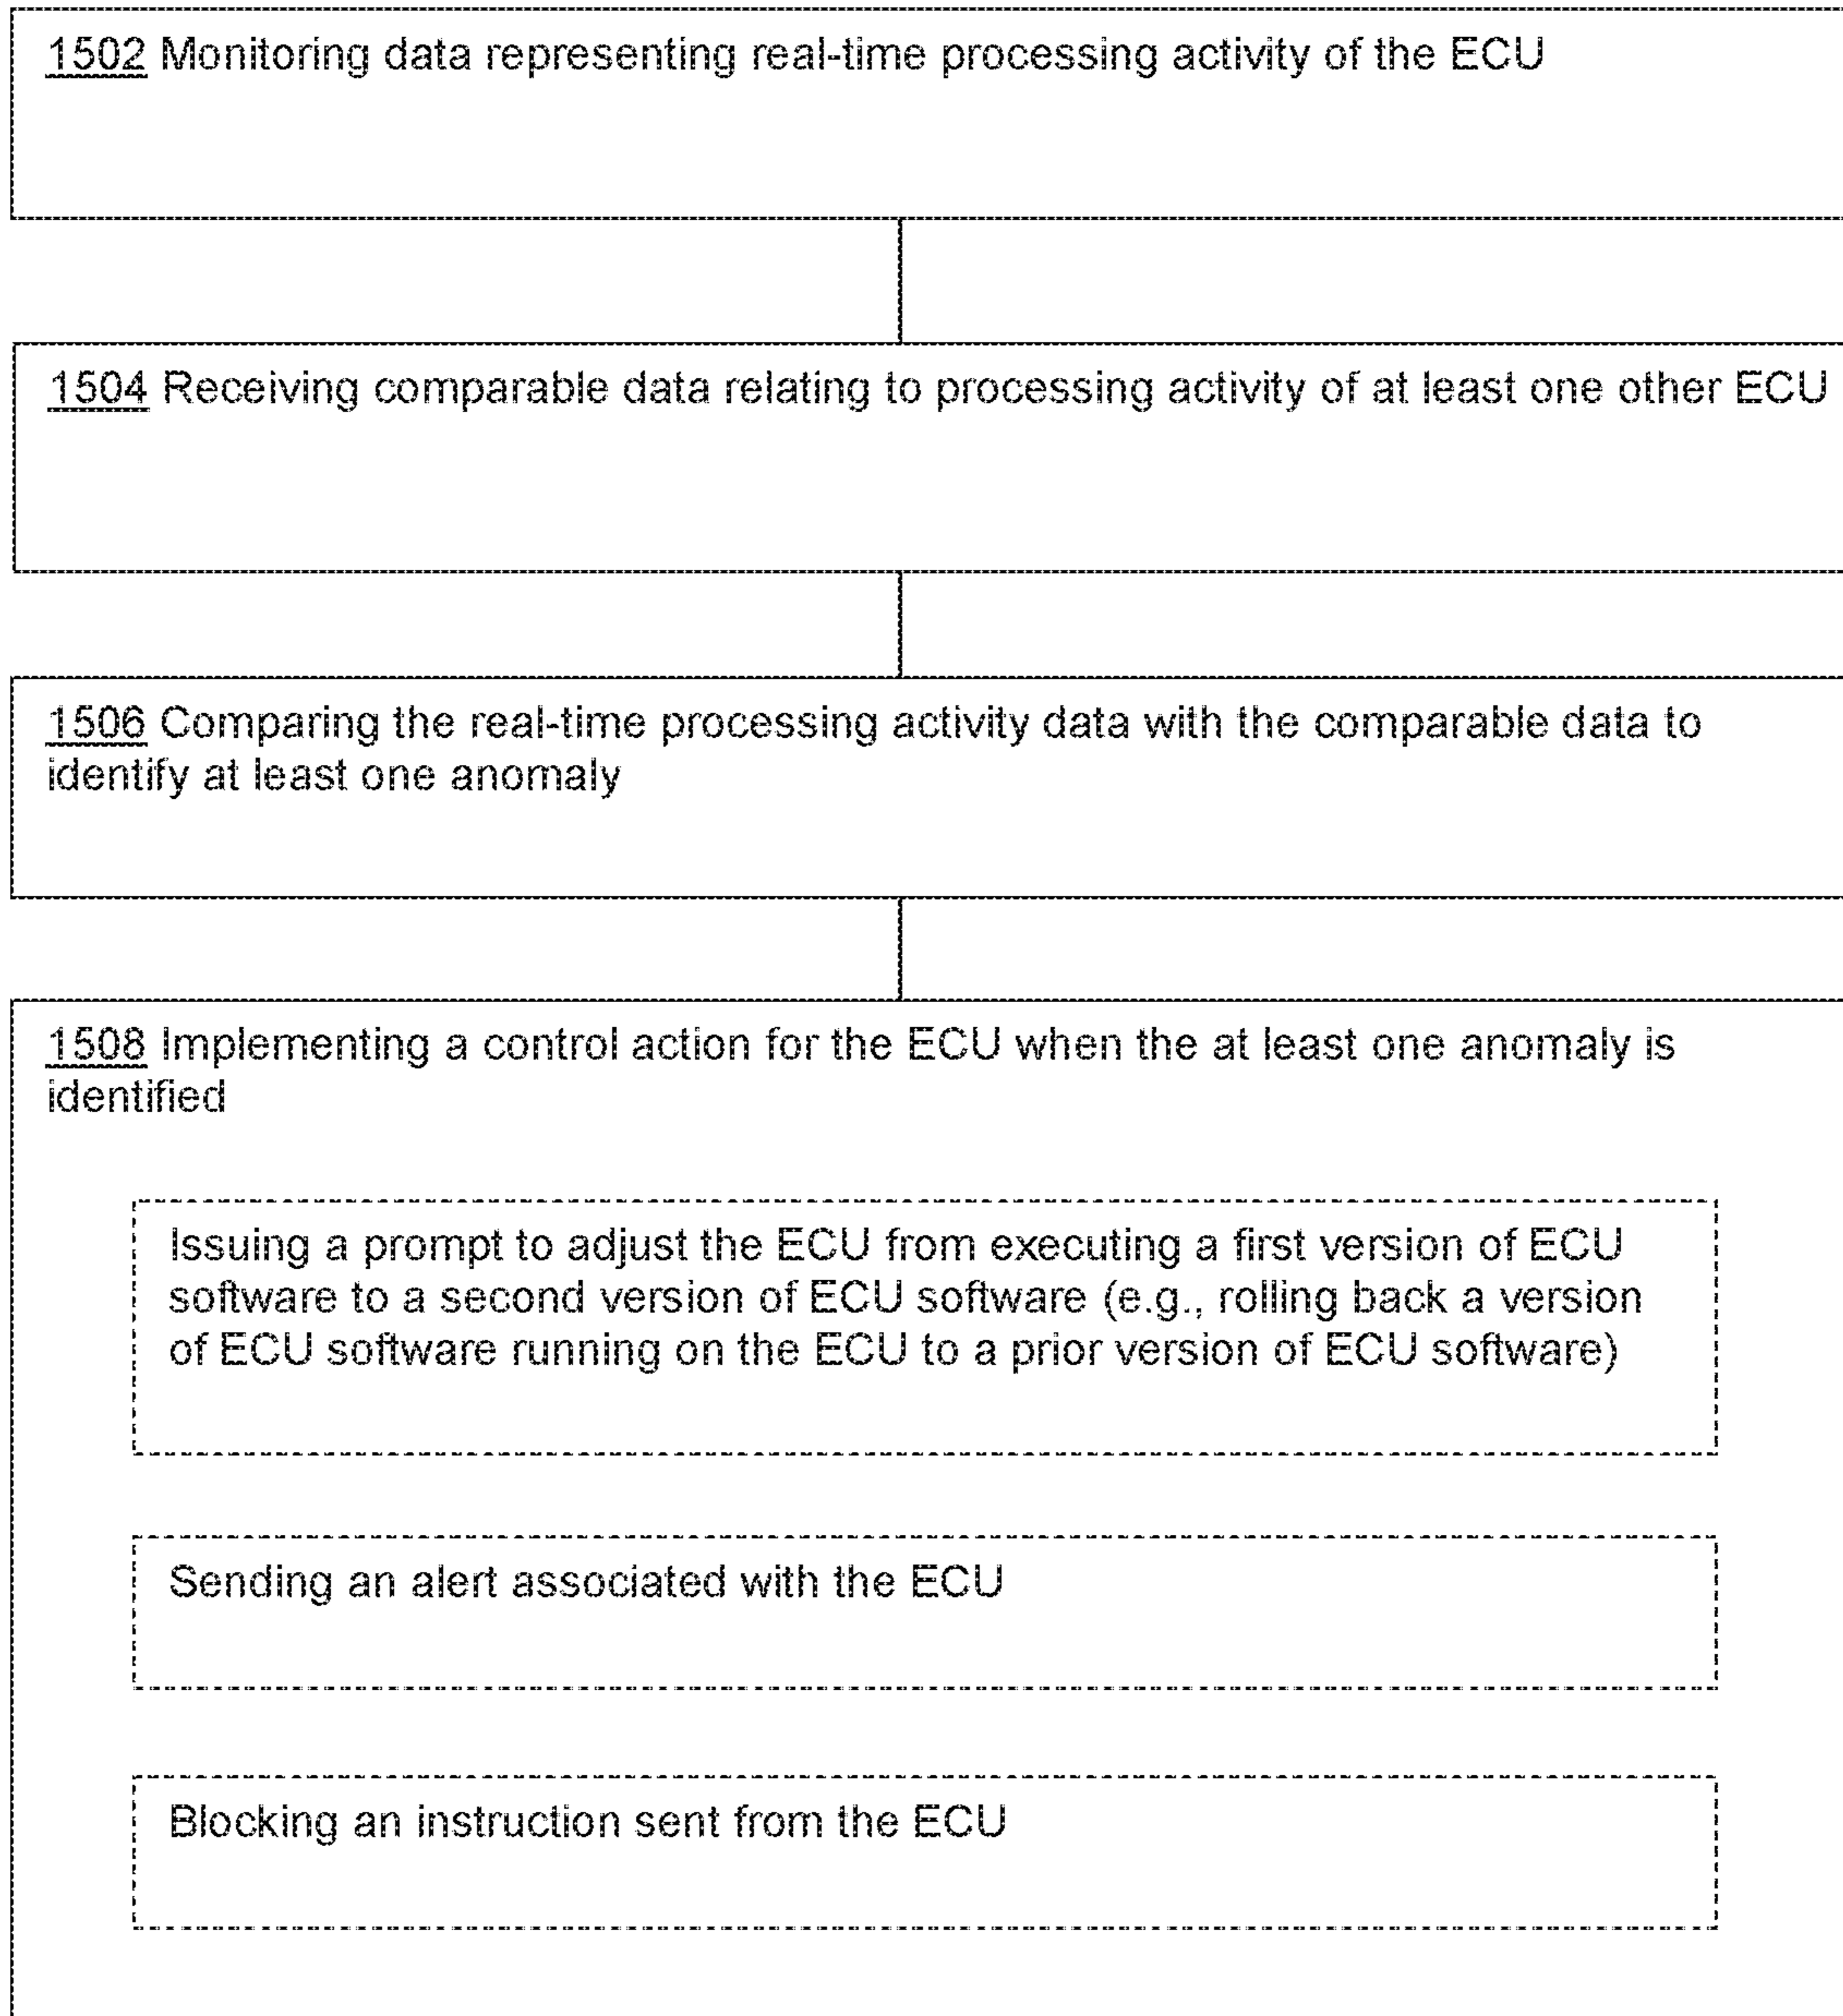 1502 Monitoring data representing real-time processing activity of the ECU
1504 Receiving comparable data relating to processing activity of at least one other ECU
1506 Comparing the real-time processing activity data with the comparable data to
identify at least one anomaly
1508 Implementing a control action for the ECU when the at least one anomaly is
identified
Issuing a prompt to adjust the ECU from executing a first version of ECU
software to a second version of ECU software (e.g., rolling back a version
of ECU software running on the ECU to a prior version of ECU software)
Sending an alert associated with the ECU
Blocking an instruction sent from the ECU